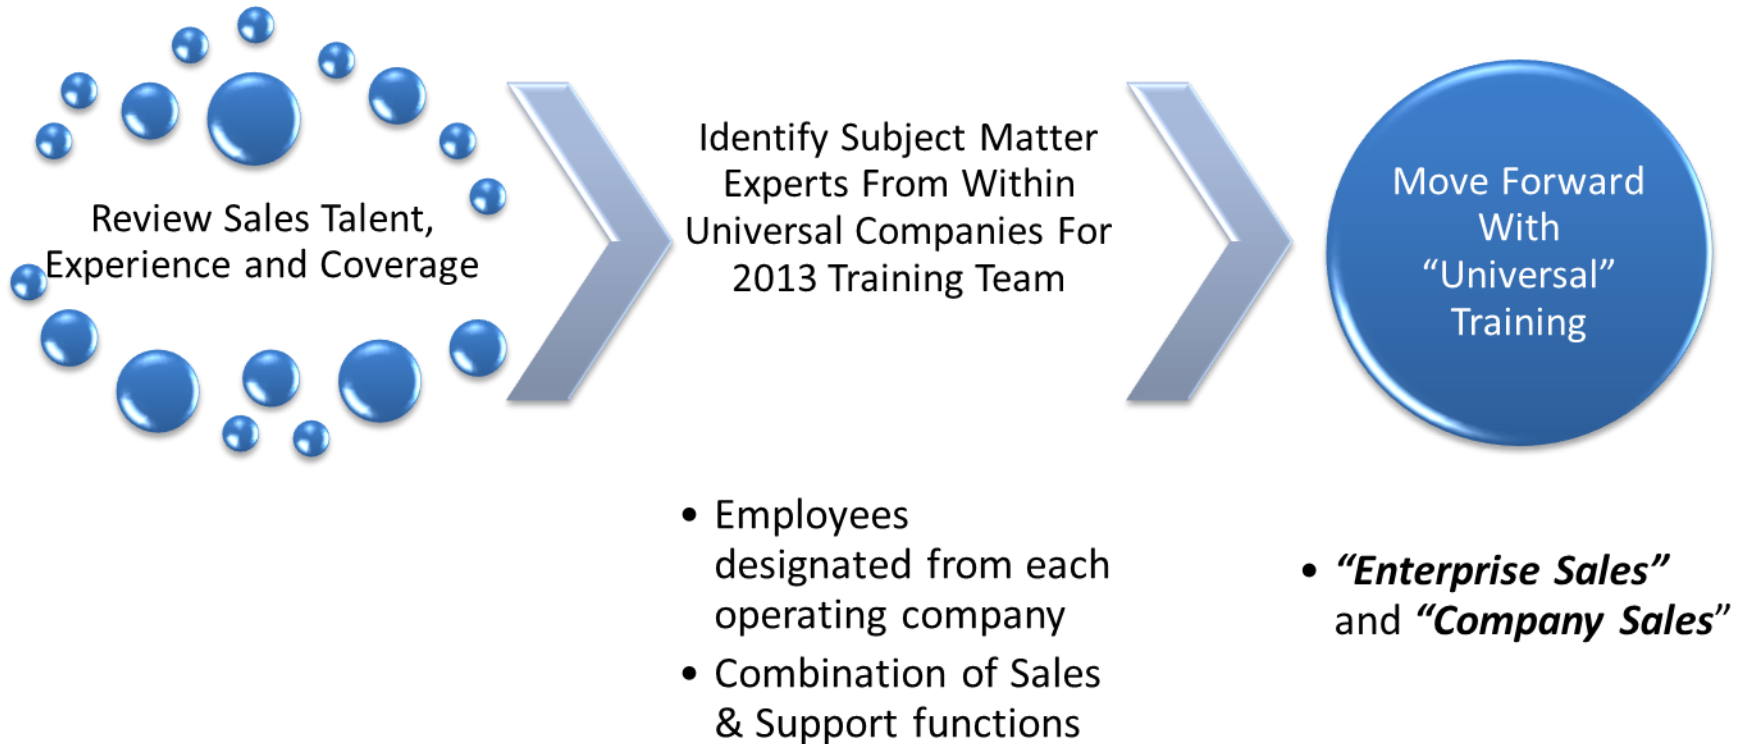 Review Sales Talent,
Experience and Coverage
Identify Subject Matter
Experts From Within
Universal Companies For
2013 Training Team
• Employees
designated from each
operating company
• Combination of Sales
& Support functions
Move Forward
With
“Universal”
Training
• “Enterprise Sales”
and “Company Sales”